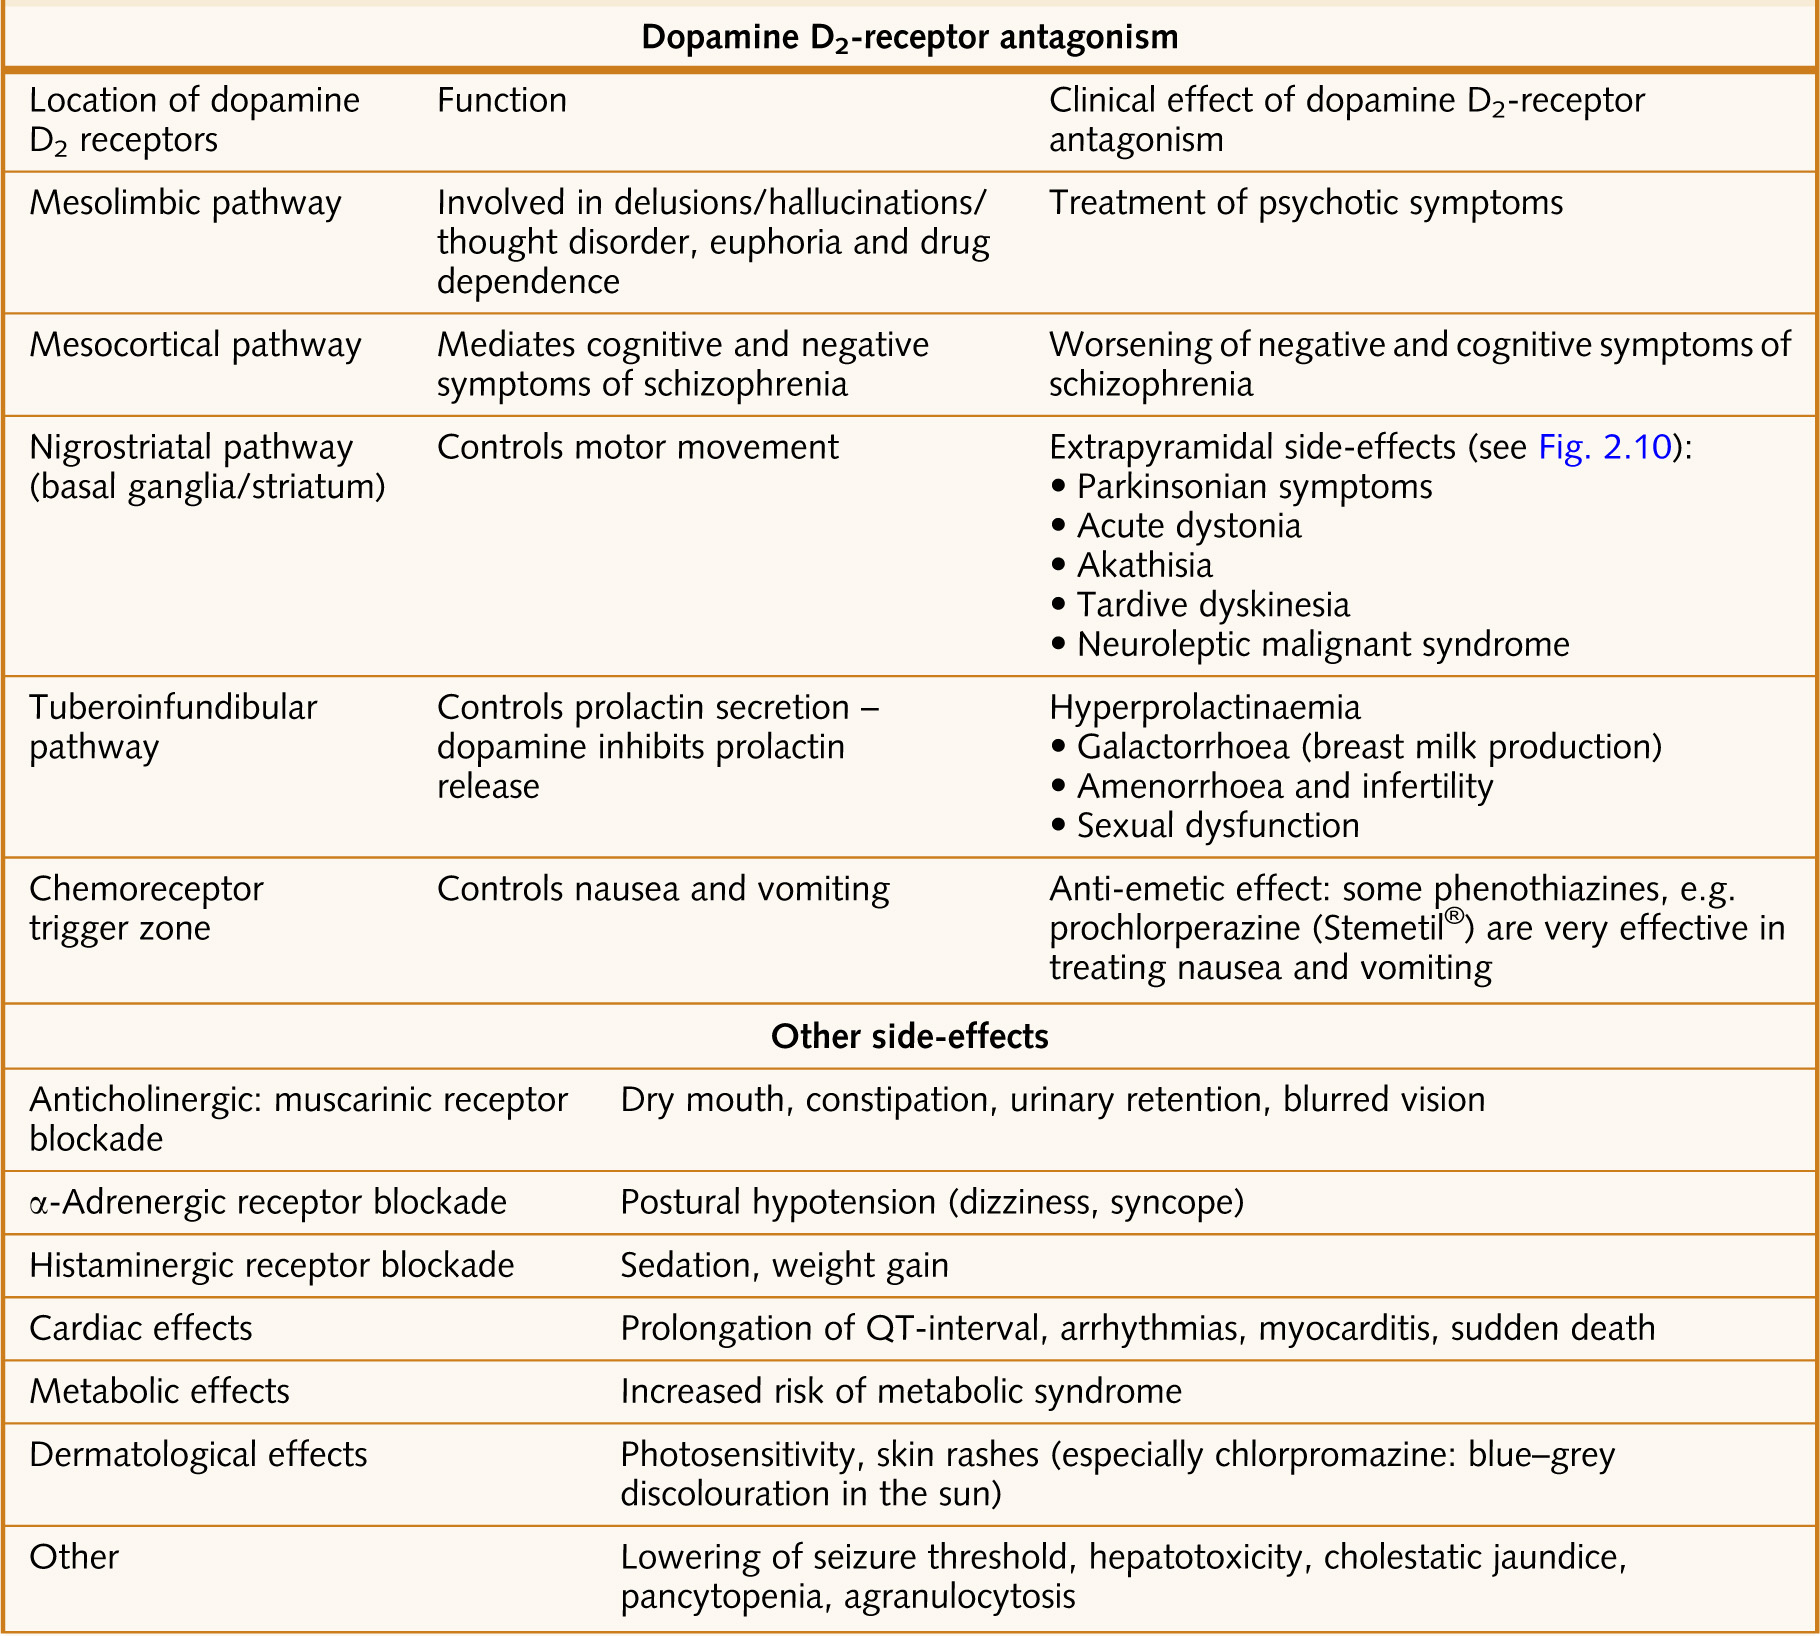 Dopamine D₂-receptor antagonism
Location of dopamine
D₂ receptors
Function
Clinical effect of dopamine D₂-receptor
antagonism
Mesolimbic pathway
Involved in delusions/hallucinations/
thought disorder, euphoria and drug
dependence
Treatment of psychotic symptoms
Mesocortical pathway
Mediates cognitive and negative
symptoms of schizophrenia
Worsening of negative and cognitive symptoms of
schizophrenia
Nigrostriatal pathway
(basal ganglia/striatum)
Controls motor movement
Extrapyramidal side-effects (see Fig. 2.10):
• Parkinsonian symptoms
• Acute dystonia
• Akathisia
• Tardive dyskinesia
• Neuroleptic malignant syndrome
Tuberoinfundibular
pathway
Controls prolactin secretion –
dopamine inhibits prolactin
release
Hyperprolactinaemia
• Galactorrhoea (breast milk production)
• Amenorrhoea and infertility
• Sexual dysfunction
Chemoreceptor
trigger zone
Controls nausea and vomiting
Anti-emetic effect: some phenothiazines, e.g.
prochlorperazine (Stemetil®) are very effective in
treating nausea and vomiting
Other side-effects
Anticholinergic: muscarinic receptor
blockade
Dry mouth, constipation, urinary retention, blurred vision
α-Adrenergic receptor blockade
Postural hypotension (dizziness, syncope)
Histaminergic receptor blockade
Sedation, weight gain
Cardiac effects
Prolongation of QT-interval, arrhythmias, myocarditis, sudden death
Metabolic effects
Increased risk of metabolic syndrome
Dermatological effects
Photosensitivity, skin rashes (especially chlorpromazine: blue–grey
discolouration in the sun)
Other
Lowering of seizure threshold, hepatotoxicity, cholestatic jaundice,
pancytopenia, agranulocytosis